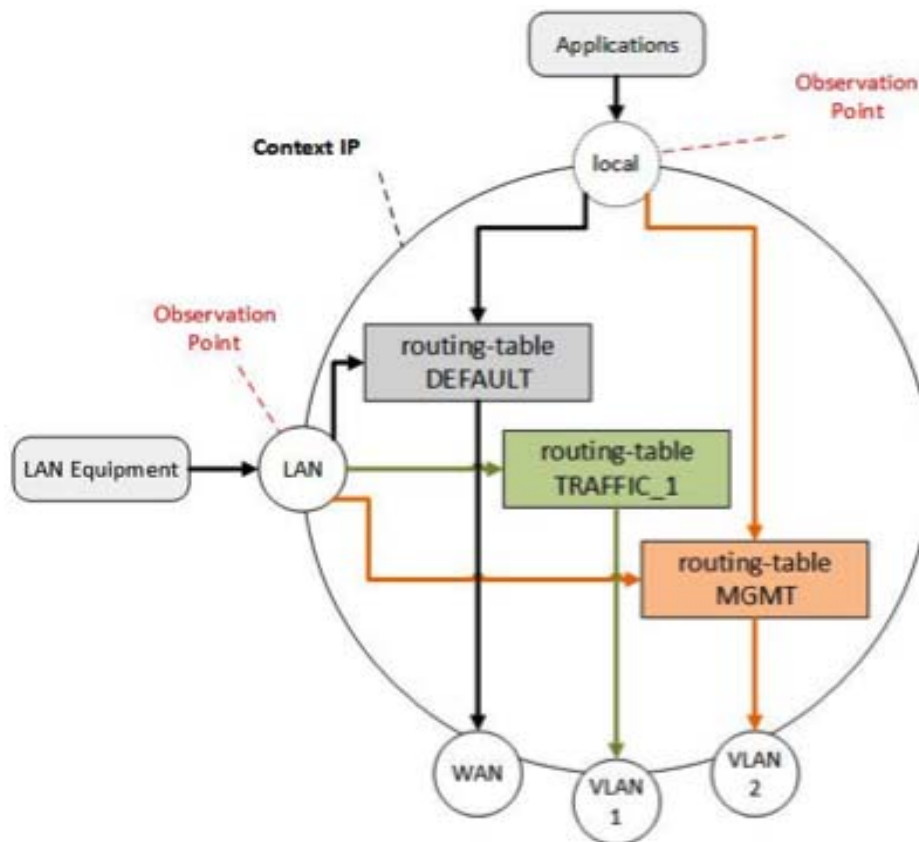 Applications
Observation
Point
Context IP
local
Observation
Point
routing-table
DEFAULT
LAN Equipment
LAN
routing-table
TRAFFIC_1
routing-table
MGMT
WAN
VLAN
1
VLAN
2